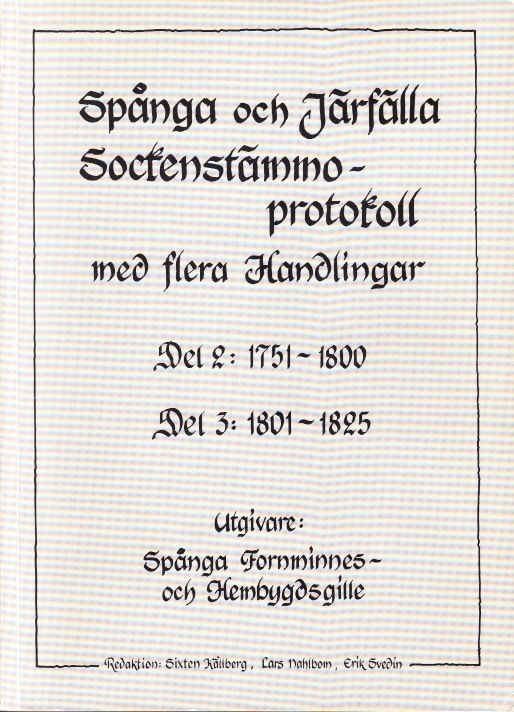 Spånga och Järfälla
Sockenstämmo-
protokoll
med flera Handlingar
Del 2: 1751-1800
Del 3: 1801-1825
Utgivare:
Spånga Fornminnes-
och Hembygdsgille
Redaktion: Sixten Källberg, Lars Dahlbom, Erik Svedin